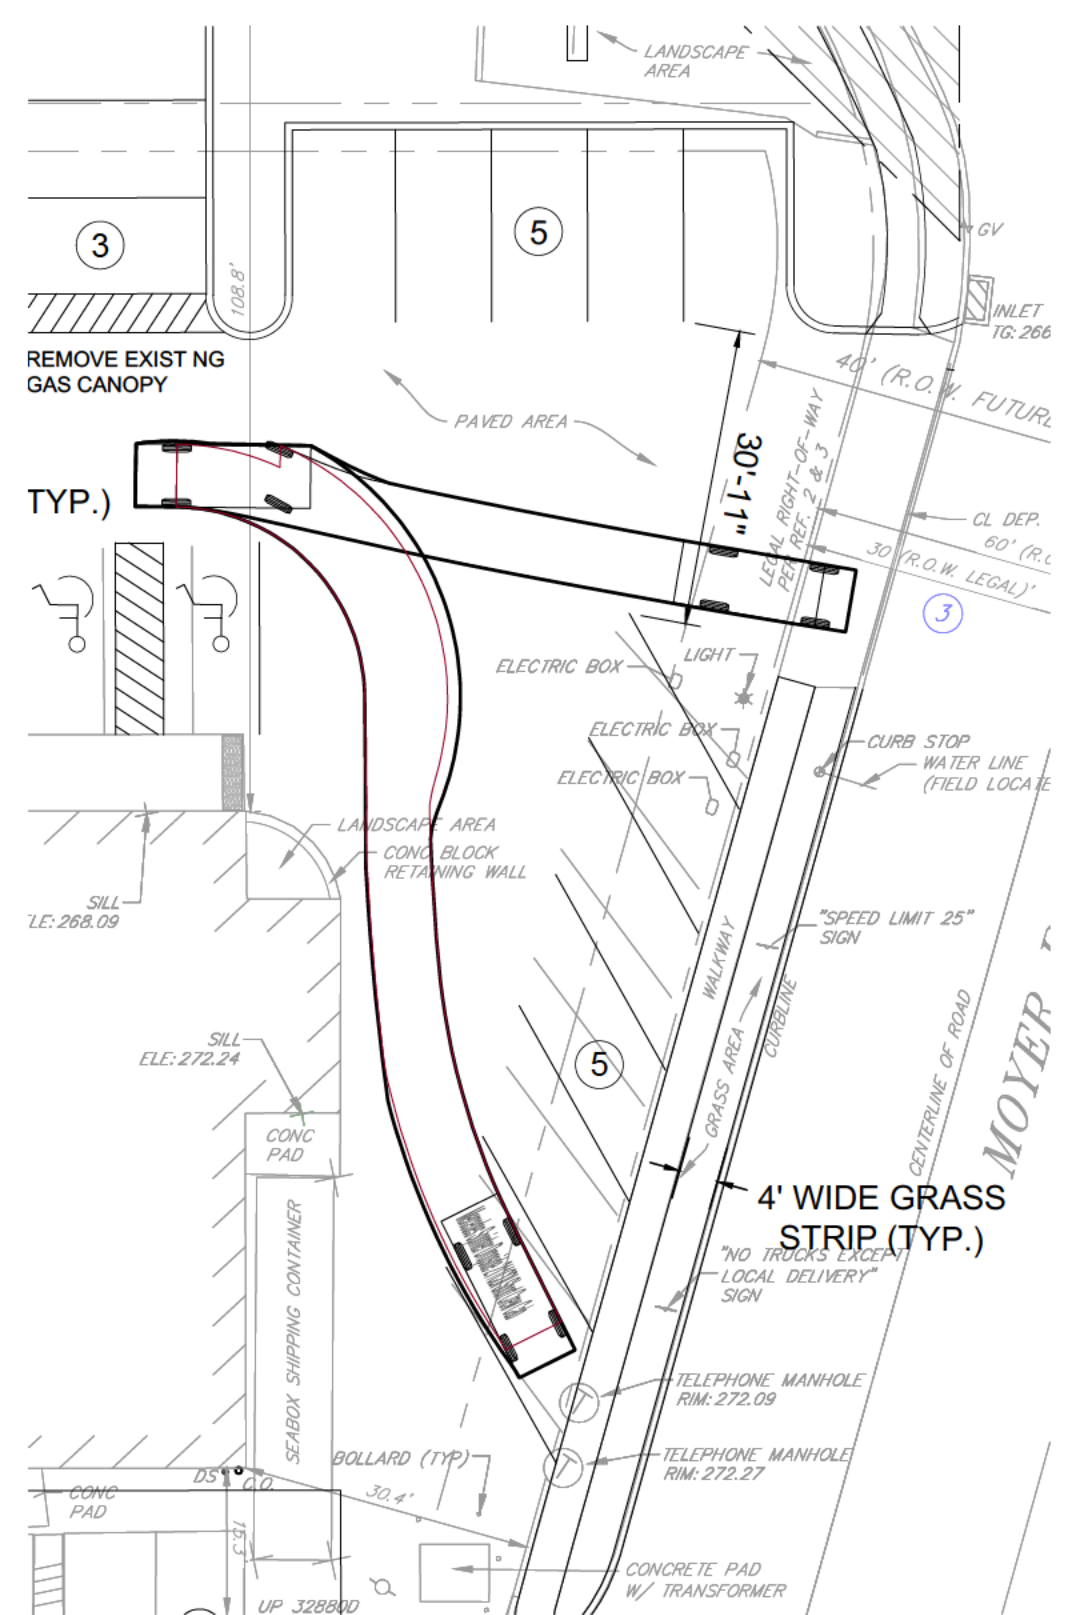 LANDSCAPE
AREA
3
5
108.8'
GV
INLET
TG: 266
REMOVE EXIST NG
GAS CANOPY
40' (R.O.W. FUTURE
PAVED AREA
30'-11"
LEGAL RIGHT-OF-WAY
PER REF. 2 & 3
TYP.)
CL DEP.
60' (R.O
30 (R.O.W. LEGAL)'
3
ELECTRIC BOX
LIGHT
ELECTRIC BOX
ELECTRIC BOX
CURB STOP
WATER LINE
(FIELD LOCATE
LANDSCAPE AREA
CONC BLOCK
RETAINING WALL
SILL
ELE: 268.09
"SPEED LIMIT 25"
SIGN
WALKWAY
GRASS AREA
CURBLINE
CENTERLINE OF ROAD
MOYER
SILL
ELE: 272.24
5
CONC
PAD
4' WIDE GRASS
STRIP (TYP.)
"NO TRUCKS EXCEPT
LOCAL DELIVERY"
SIGN
SEABOX SHIPPING CONTAINER
TELEPHONE MANHOLE
RIM: 272.09
T
TELEPHONE MANHOLE
RIM: 272.27
T
BOLLARD (TYP)
DS
C.O.
30.4'
CONC
PAD
15.3'
CONCRETE PAD
W/ TRANSFORMER
UP 32880D